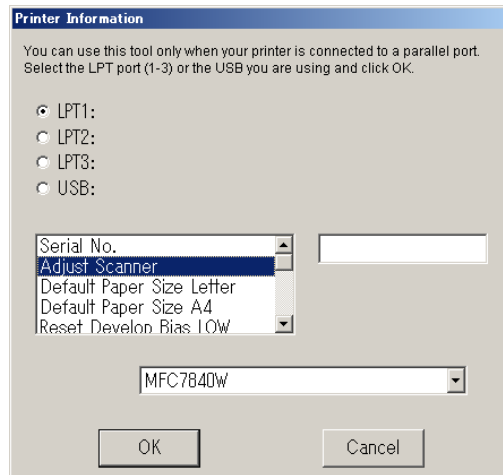 Printer Information
You can use this tool only when your printer is connected to a parallel port.
Select the LPT port (1-3) or the USB you are using and click OK.
LPT1:
LPT2:
LPT3:
USB:
Serial No.
Adjust Scanner
Default Paper Size Letter
Default Paper Size A4
Reset Develop Bias LOW
MFC7840W
OK
Cancel